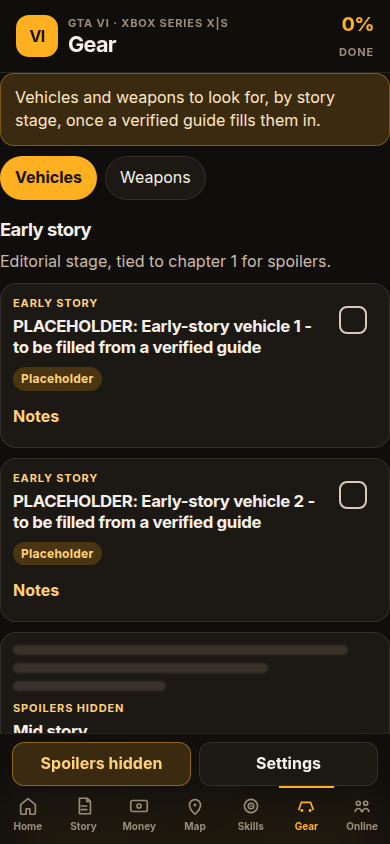 VI
GTA VI · XBOX SERIES X|S
Gear
0%
DONE
Vehicles and weapons to look for, by story
stage, once a verified guide fills them in.
Vehicles
Weapons
Early story
Editorial stage, tied to chapter 1 for spoilers.
EARLY STORY
PLACEHOLDER: Early-story vehicle 1 -
to be filled from a verified guide
Placeholder
Notes
EARLY STORY
PLACEHOLDER: Early-story vehicle 2 -
to be filled from a verified guide
Placeholder
Notes
SPOILERS HIDDEN
Mid story
Spoilers hidden
Settings
Home
Story
Money
Map
Skills
Gear
Online